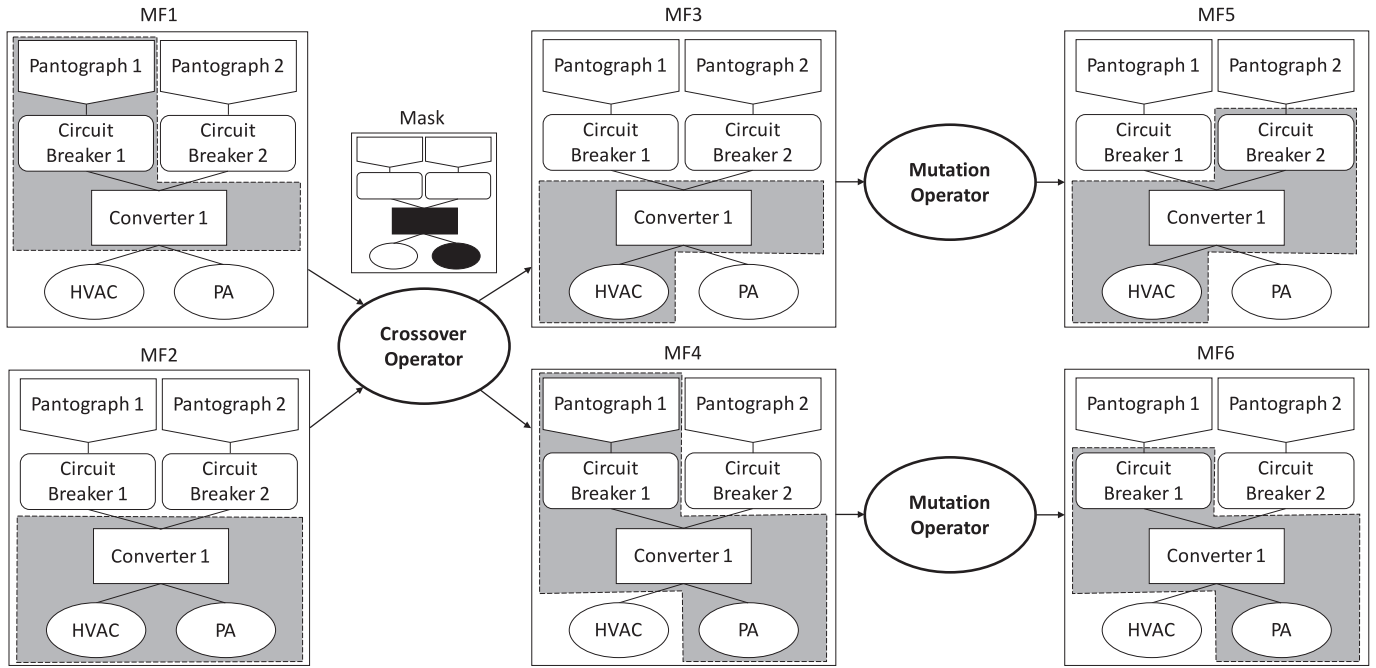 MF1
Pantograph 1
Pantograph 2
Circuit
Breaker 1
Circuit
Breaker 2
Converter 1
HVAC
PA
MF2
Pantograph 1
Pantograph 2
Circuit
Breaker 1
Circuit
Breaker 2
Converter 1
HVAC
PA
Mask
Crossover
Operator
MF3
Pantograph 1
Pantograph 2
Circuit
Breaker 1
Circuit
Breaker 2
Converter 1
HVAC
PA
MF4
Pantograph 1
Pantograph 2
Circuit
Breaker 1
Circuit
Breaker 2
Converter 1
HVAC
PA
Mutation
Operator
Mutation
Operator
MF5
Pantograph 1
Pantograph 2
Circuit
Breaker 1
Circuit
Breaker 2
Converter 1
HVAC
PA
MF6
Pantograph 1
Pantograph 2
Circuit
Breaker 1
Circuit
Breaker 2
Converter 1
HVAC
PA